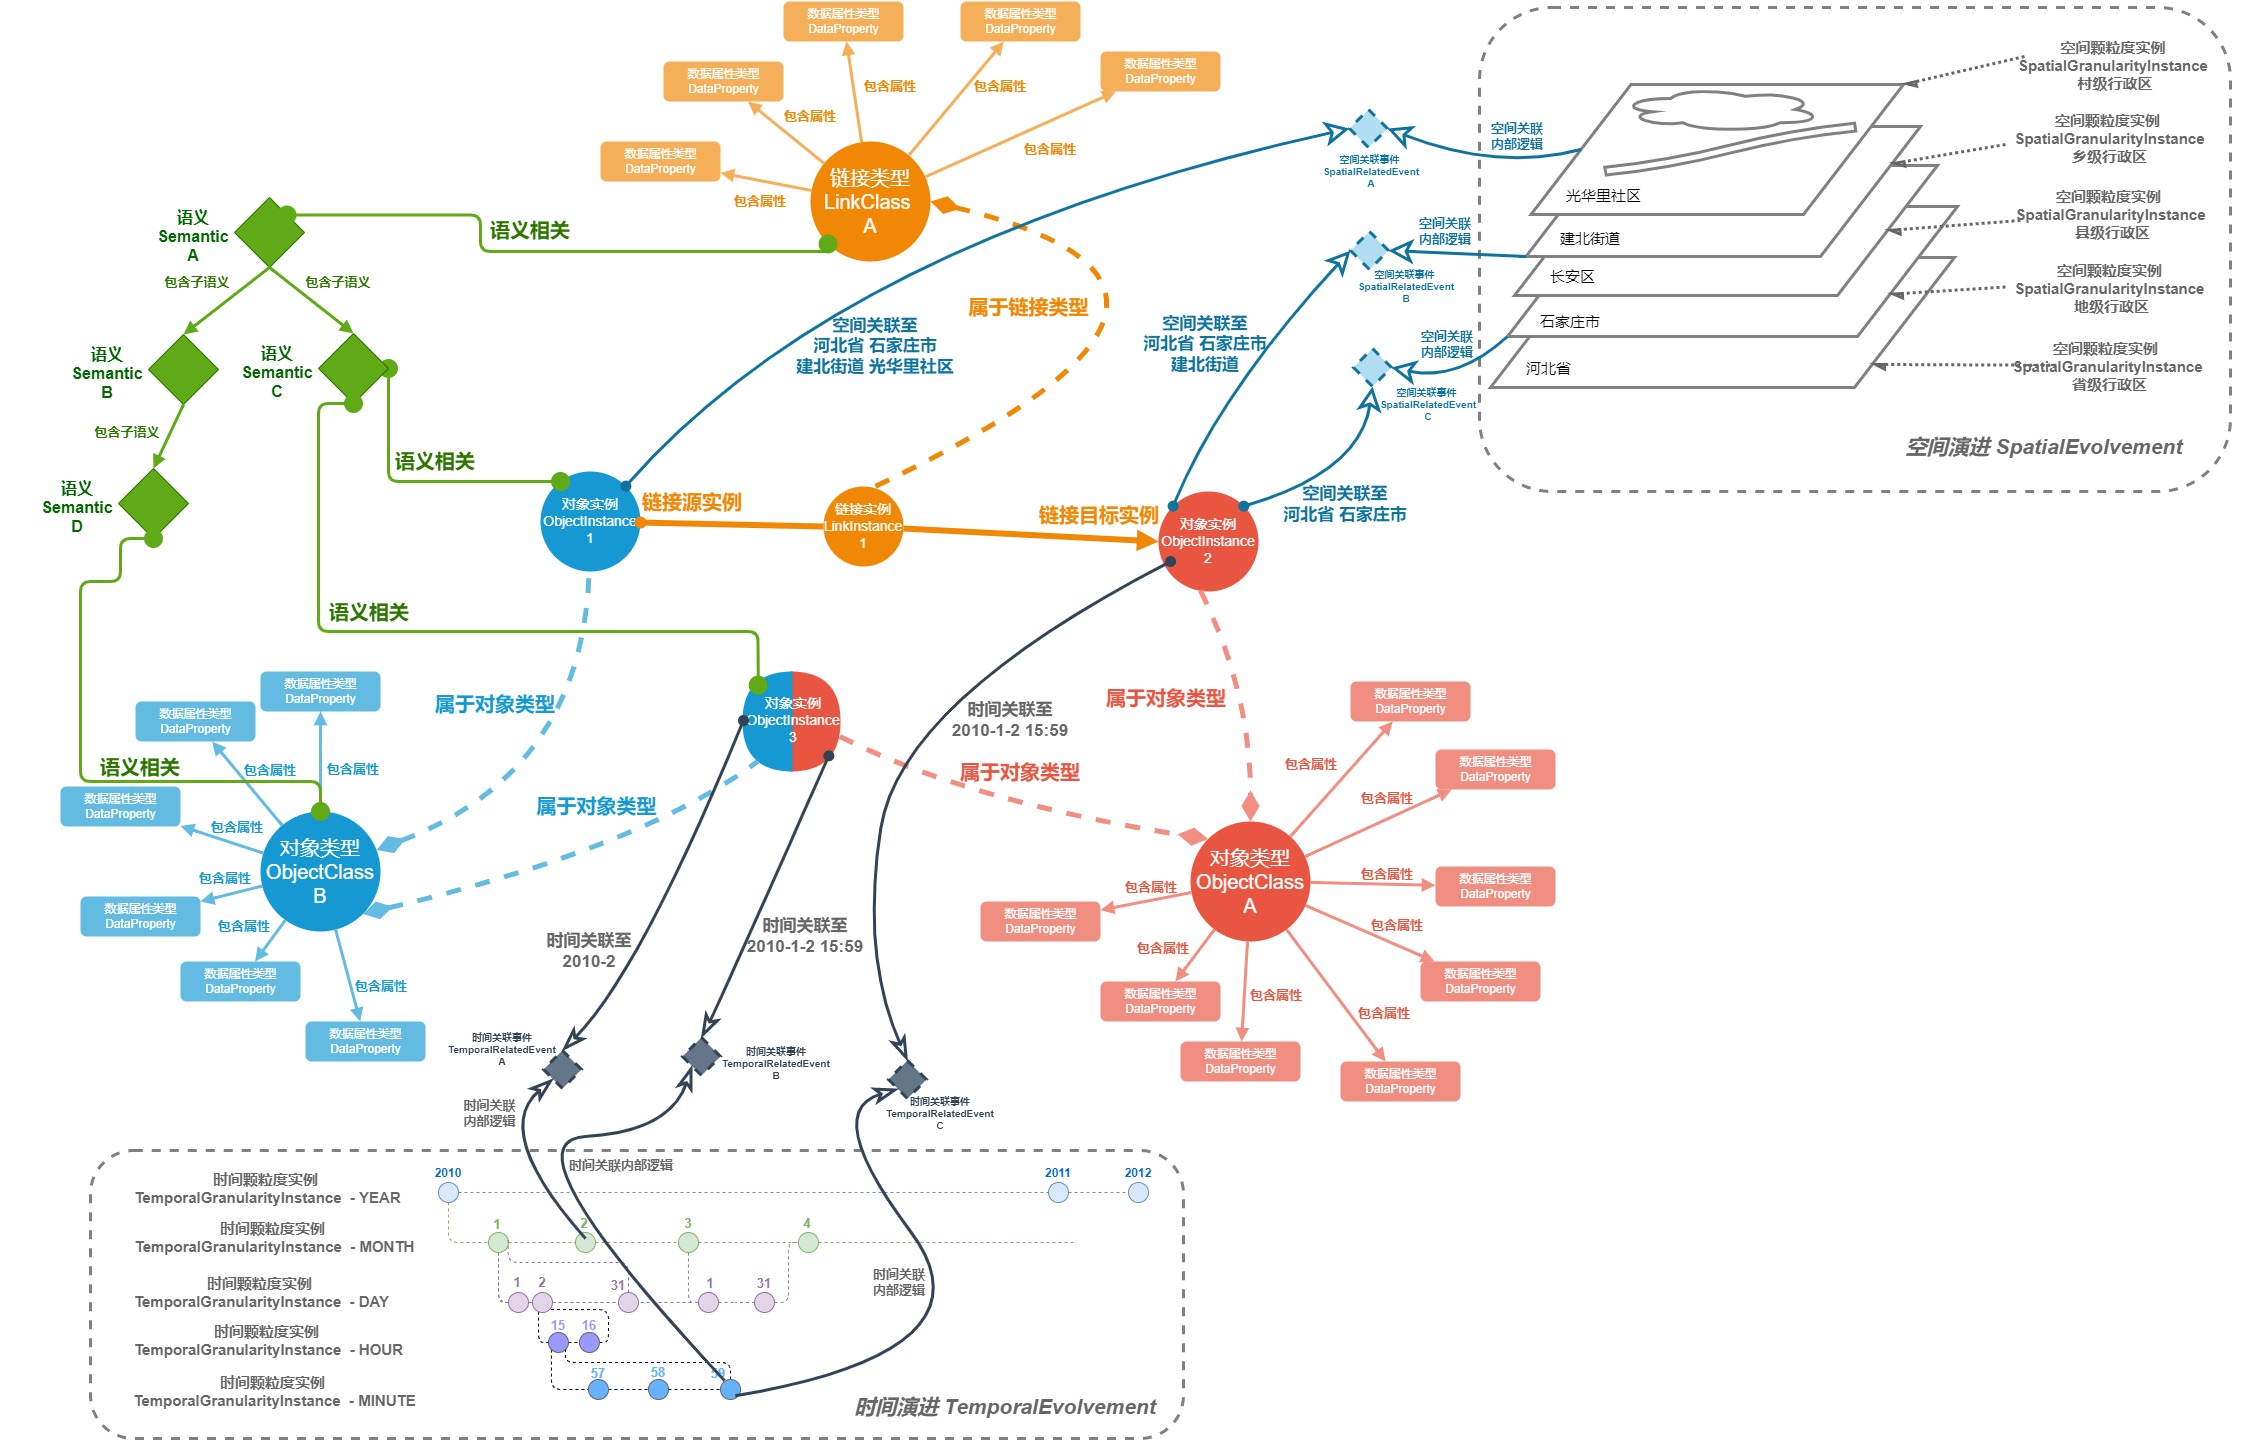 数据属性类型
DataProperty
数据属性类型
DataProperty
数据属性类型
DataProperty
数据属性类型
DataProperty
数据属性类型
DataProperty
包含属性
包含属性
包含属性
包含属性
包含属性
链接类型
LinkClass
A
语义
Semantic
A
语义相关
包含子语义
包含子语义
语义
Semantic
B
语义
Semantic
C
包含子语义
语义
Semantic
D
语义相关
语义相关
语义相关
属于链接类型
空间关联至
河北省 石家庄市
建北街道 光华里社区
空间关联至
河北省 石家庄市
建北街道
空间关联至
河北省 石家庄市
空间关联事件
SpatialRelatedEvent
A
空间关联
内部逻辑
空间关联事件
SpatialRelatedEvent
B
空间关联
内部逻辑
空间关联事件
SpatialRelatedEvent
C
空间关联
内部逻辑
光华里社区
建北街道
长安区
石家庄市
河北省
空间颗粒度实例
SpatialGranularityInstance
村级行政区
空间颗粒度实例
SpatialGranularityInstance
乡级行政区
空间颗粒度实例
SpatialGranularityInstance
县级行政区
空间颗粒度实例
SpatialGranularityInstance
地级行政区
空间颗粒度实例
SpatialGranularityInstance
省级行政区
空间演进 SpatialEvolvement
对象实例
ObjectInstance
1
链接源实例
链接实例
LinkInstance
1
链接目标实例
对象实例
ObjectInstance
2
对象实例
ObjectInstance
3
属于对象类型
属于对象类型
属于对象类型
属于对象类型
数据属性类型
DataProperty
数据属性类型
DataProperty
数据属性类型
DataProperty
数据属性类型
DataProperty
数据属性类型
DataProperty
数据属性类型
DataProperty
包含属性
包含属性
包含属性
包含属性
包含属性
包含属性
对象类型
ObjectClass
B
时间关联至
2010-2
时间关联至
2010-1-2 15:59
时间关联至
2010-1-2 15:59
对象类型
ObjectClass
A
数据属性类型
DataProperty
数据属性类型
DataProperty
数据属性类型
DataProperty
数据属性类型
DataProperty
数据属性类型
DataProperty
数据属性类型
DataProperty
数据属性类型
DataProperty
数据属性类型
DataProperty
包含属性
包含属性
包含属性
包含属性
包含属性
包含属性
包含属性
包含属性
时间关联事件
TemporalRelatedEvent
A
时间关联事件
TemporalRelatedEvent
B
时间关联事件
TemporalRelatedEvent
C
时间关联
内部逻辑
时间关联内部逻辑
时间关联
内部逻辑
时间颗粒度实例
TemporalGranularityInstance - YEAR
2010
2011
2012
时间颗粒度实例
TemporalGranularityInstance - MONTH
1
2
3
4
时间颗粒度实例
TemporalGranularityInstance - DAY
1
2
31
1
31
时间颗粒度实例
TemporalGranularityInstance - HOUR
15
16
时间颗粒度实例
TemporalGranularityInstance - MINUTE
57
58
59
时间演进 TemporalEvolvement